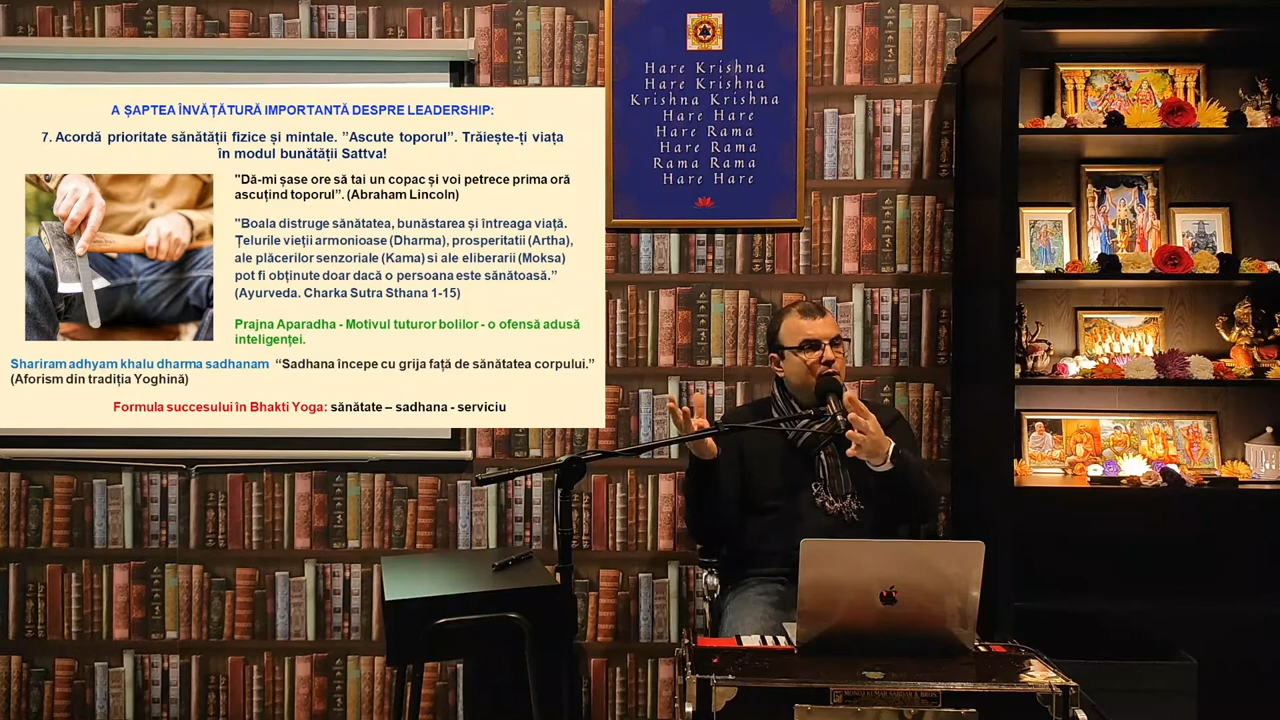 A ȘAPTEA ÎNVĂȚĂTURĂ IMPORTANTĂ DESPRE LEADERSHIP:
7. Acordă prioritate sănătății fizice și mintale. ”Ascute toporul”. Trăiește-ți viața
în modul bunătății Sattva!
"Dă-mi șase ore să tai un copac și voi petrece prima oră
ascuțind toporul”. (Abraham Lincoln)
"Boala distruge sănătatea, bunăstarea și întreaga viață.
Țelurile vieții armonioase (Dharma), prosperitatii (Artha),
ale plăcerilor senzoriale (Kama) si ale eliberarii (Moksa)
pot fi obținute doar dacă o persoana este sănătoasă.”
(Ayurveda. Charka Sutra Sthana 1-15)
Prajna Aparadha - Motivul tuturor bolilor - o ofensă adusă
inteligenței.
Shariram adhyam khalu dharma sadhanam “Sadhana începe cu grija față de sănătatea corpului.”
(Aforism din tradiția Yoghină)
Formula succesului în Bhakti Yoga: sănătate – sadhana - serviciu
Hare Krishna
Hare Krishna
Krishna Krishna
Hare Hare
Hare Rama
Hare Rama
Rama Rama
Hare Hare
MONOJ KUMAR SARDAR & BROS.